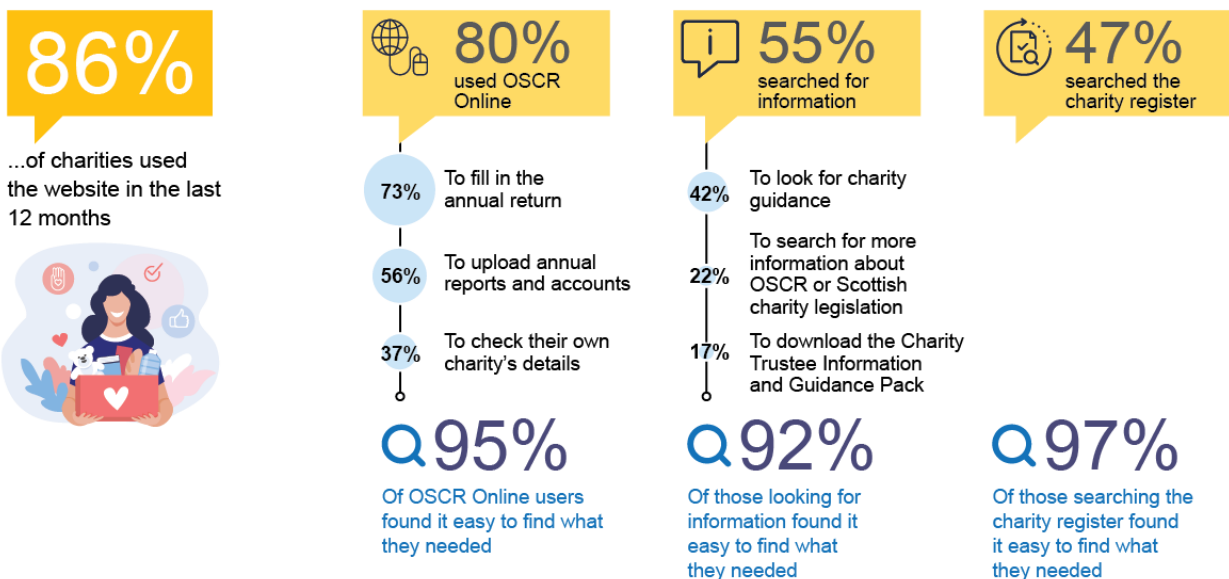 86%
...of charities used
the website in the last
12 months
80%
used OSCR
Online
73%
To fill in the
annual return
56%
To upload annual
reports and accounts
37%
To check their own
charity's details
95%
Of OSCR Online users
found it easy to find what
they needed
i
55%
searched for
information
42%
To look for charity
guidance
22%
To search for more
information about
OSCR or Scottish
charity legislation
17%
To download the Charity
Trustee Information
and Guidance Pack
92%
Of those looking for
information found it
easy to find what
they needed
47%
searched the
charity register
97%
Of those searching the
charity register found
it easy to find what
they needed